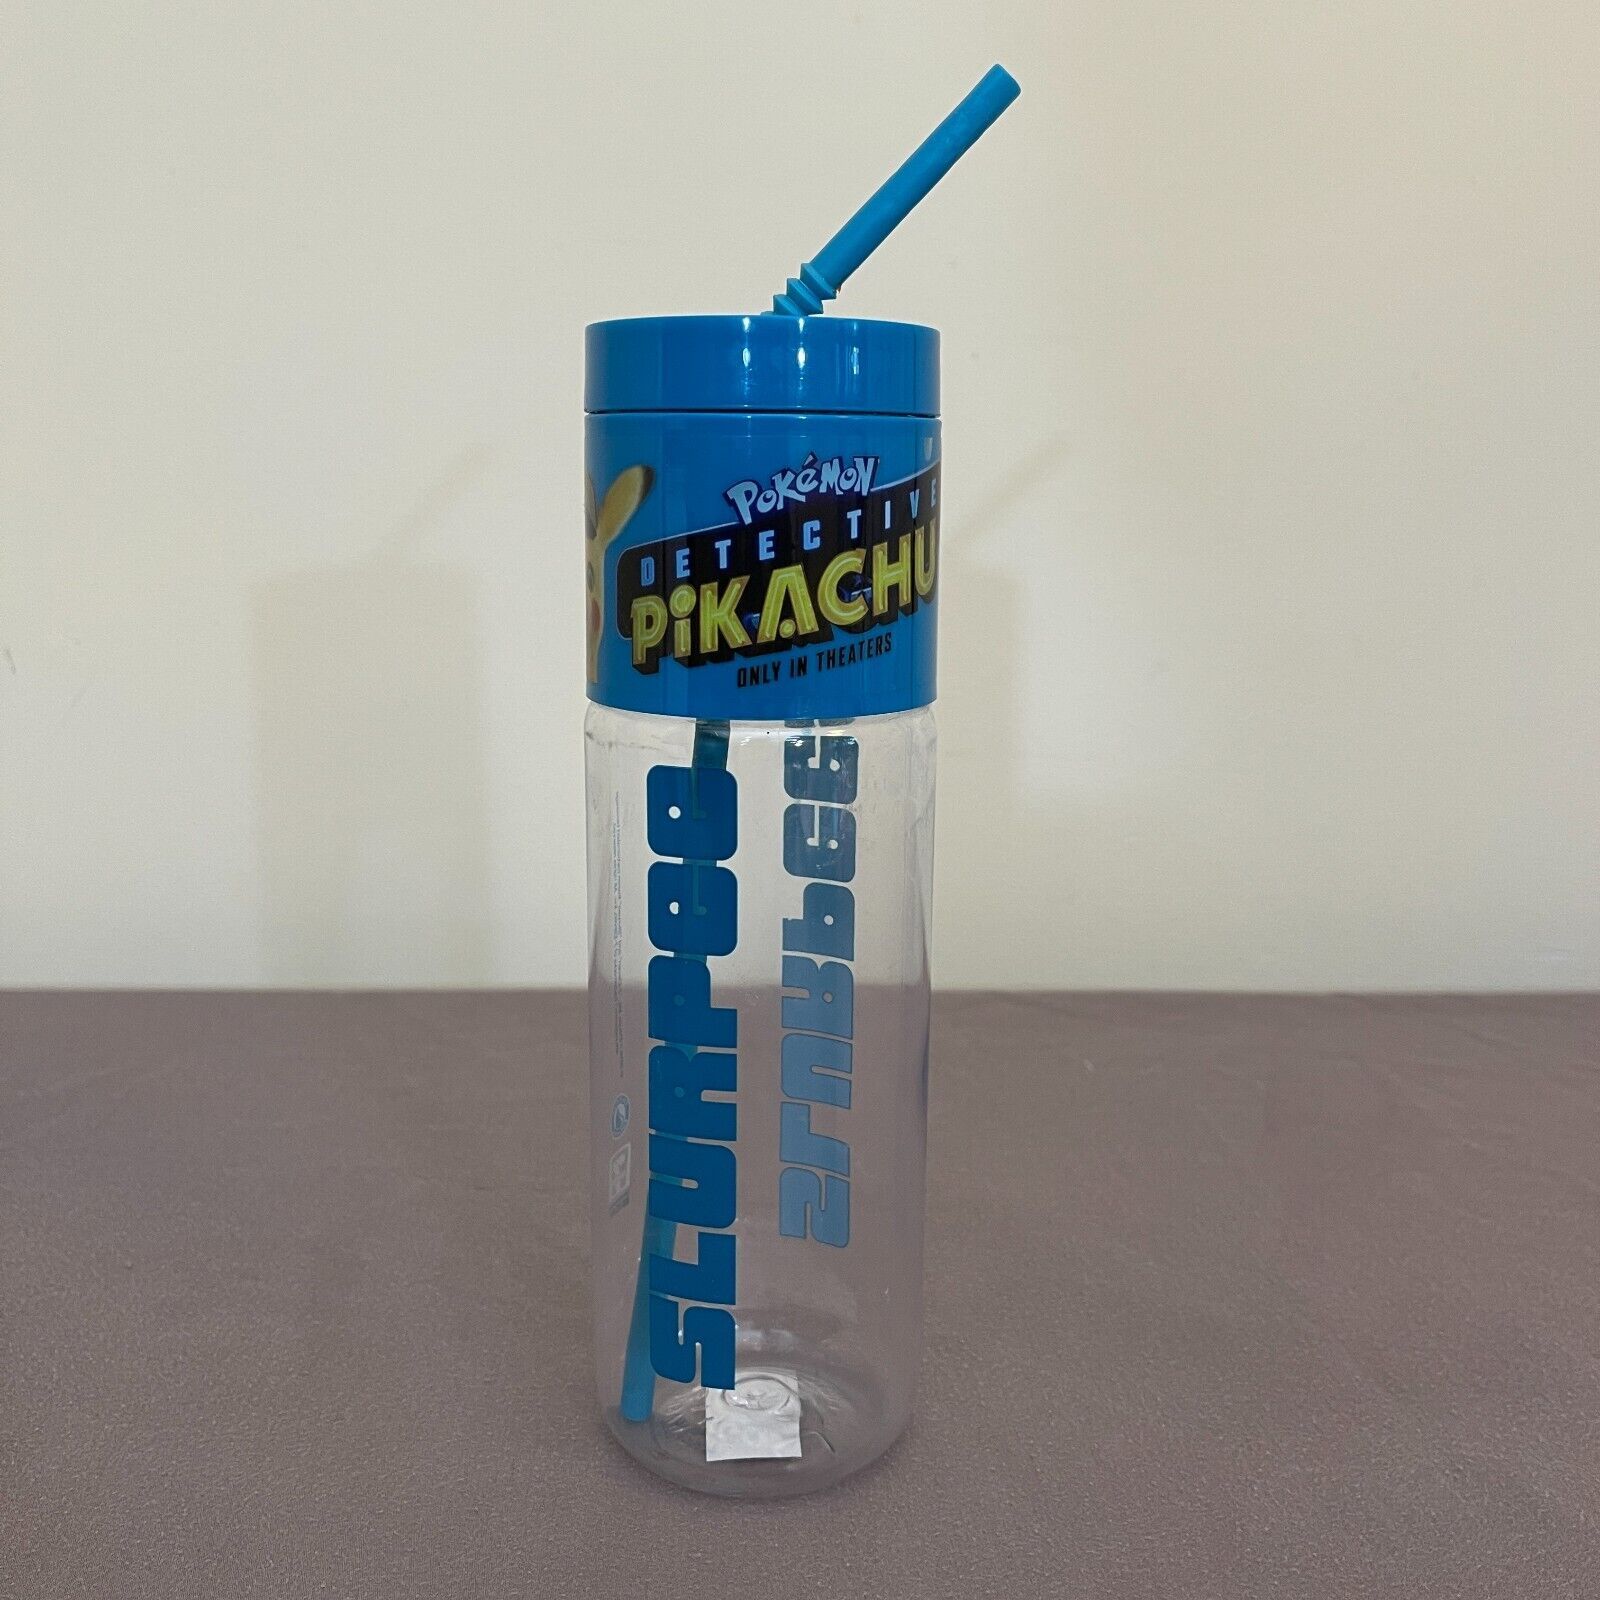 POKéMON
DETECTIVE
PiKACHU
ONLY IN THEATERS
SLURPEE
SLURPEE